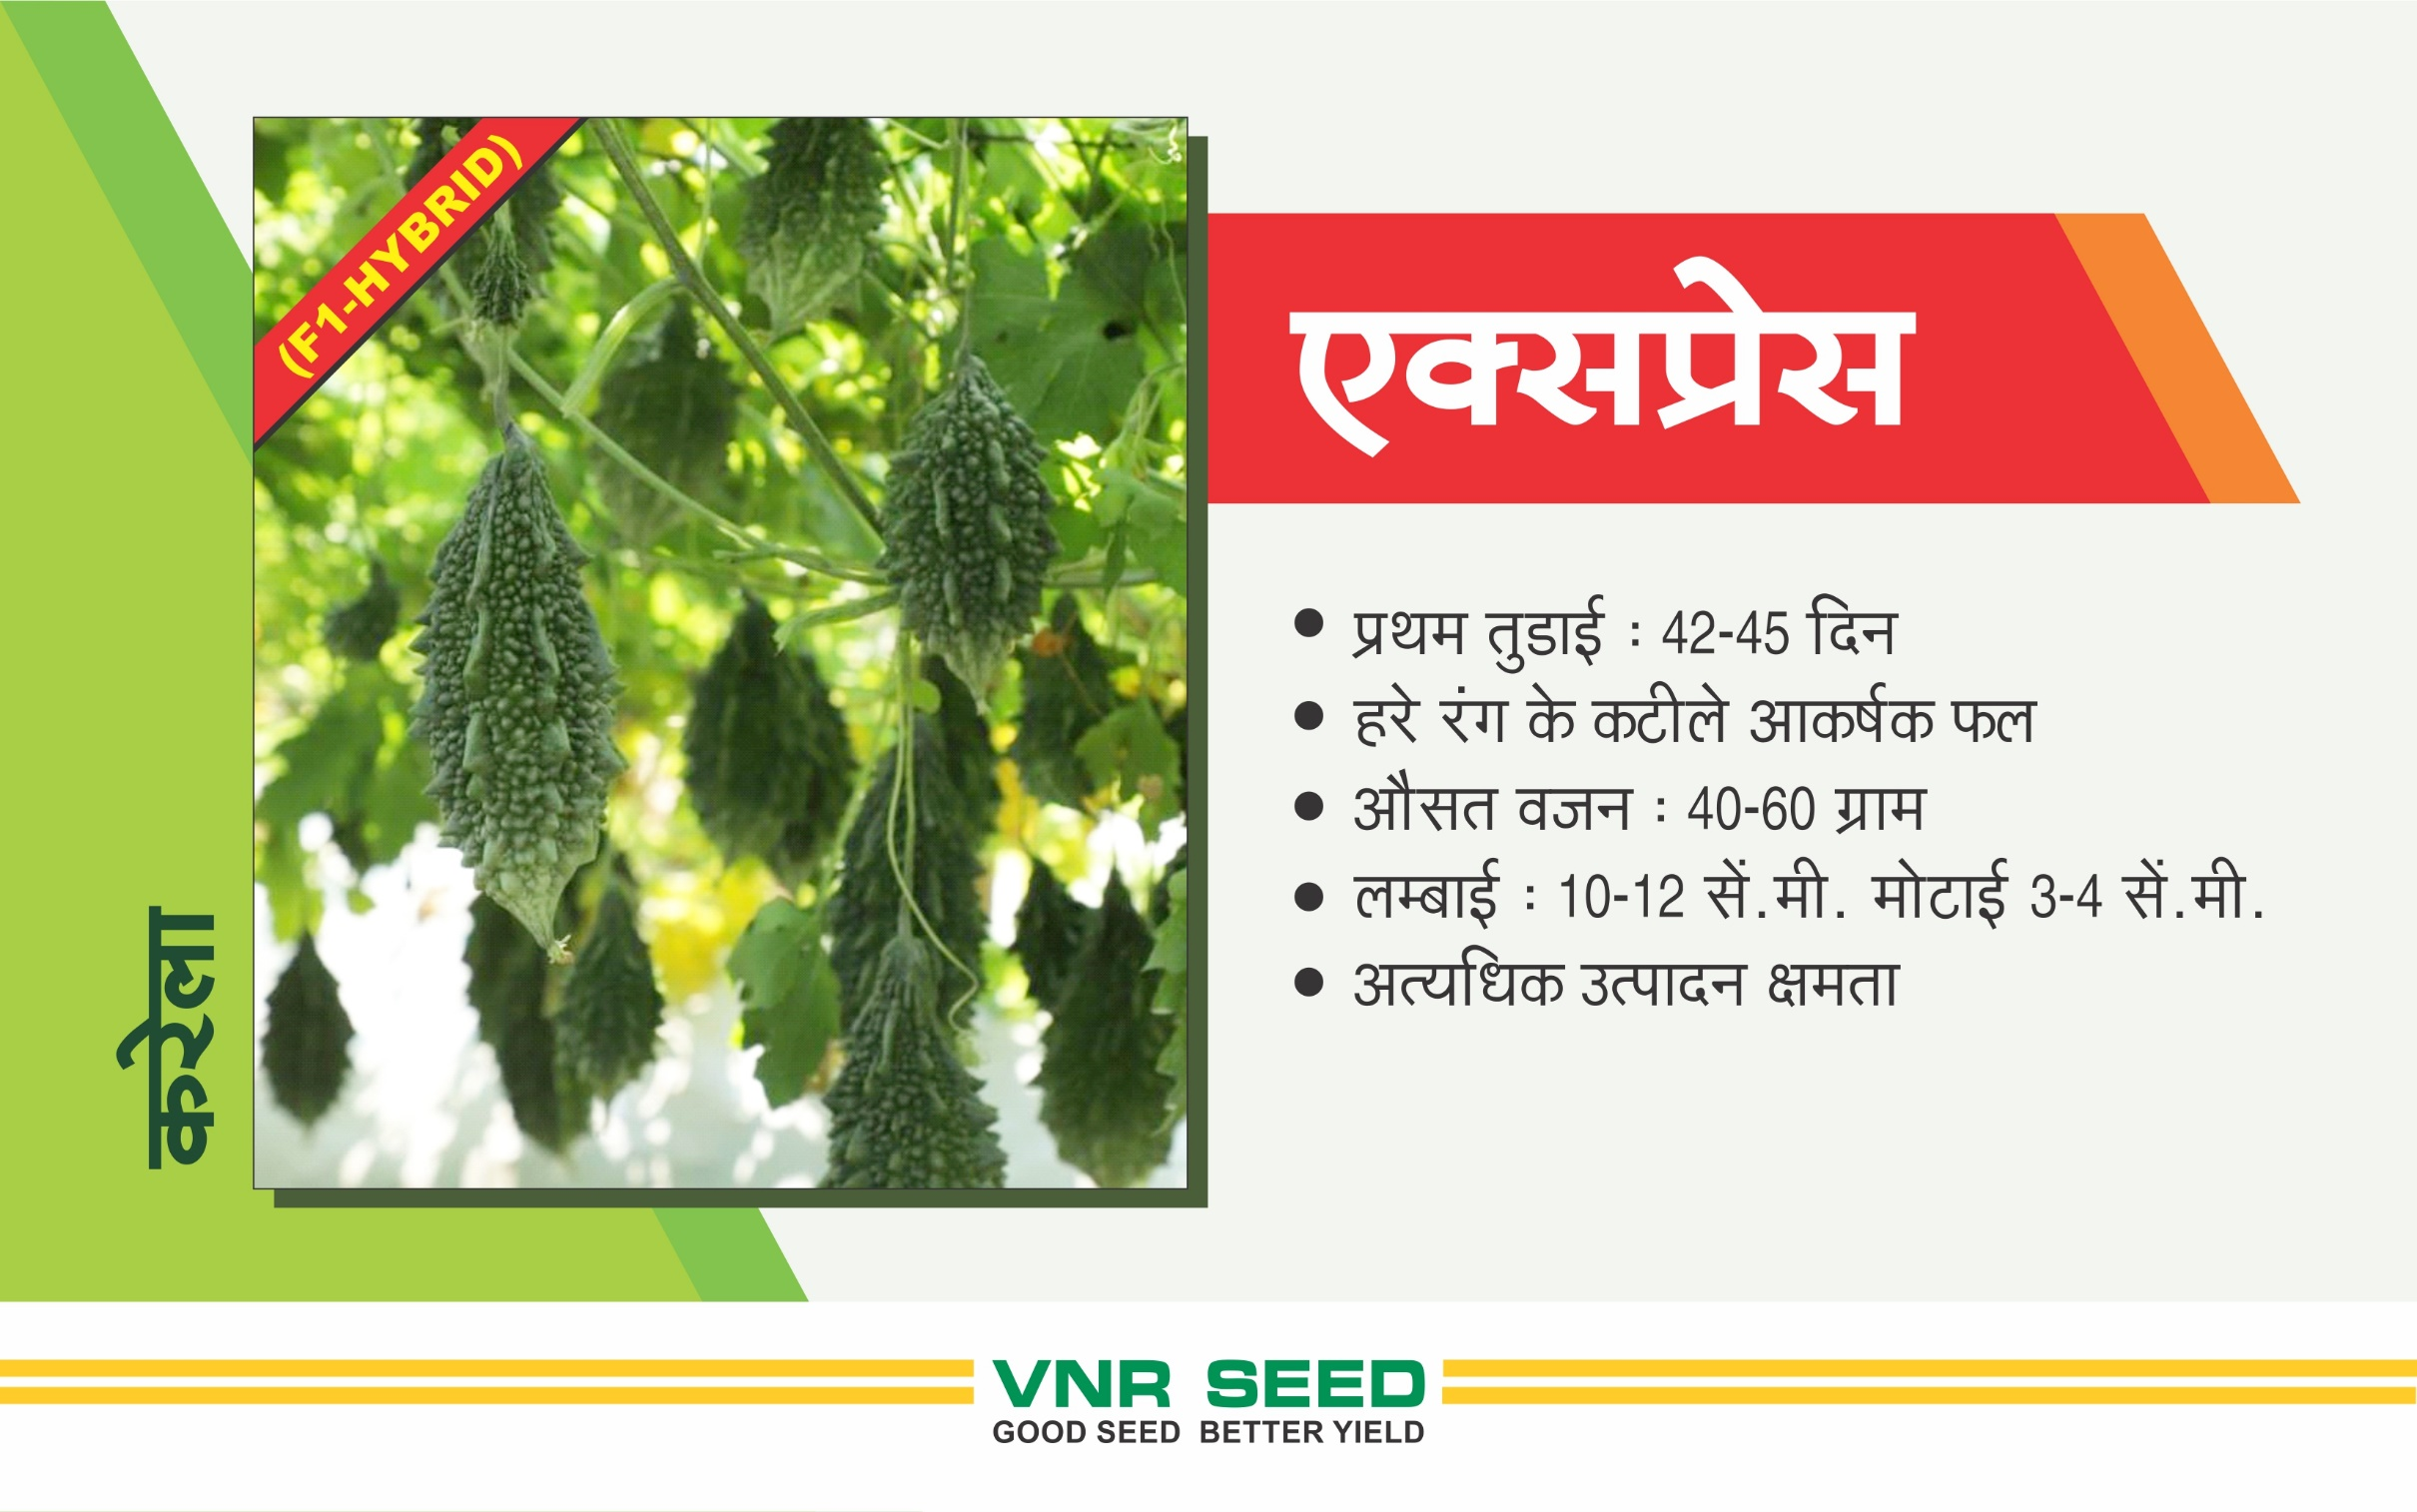 (F1-HYBRID))
एक्सप्रेस
प्रथम तुडाई : 42-45 दिन
हरे रंग के कटीले आकर्षक फल
औसत वजन : 40-60 ग्राम
लम्बाई : 10-12 सें.मी. मोटाई 3-4 सें.मी.
अत्यधिक उत्पादन क्षमता
करेला
VNR SEED
GOOD SEED BETTER YIELD